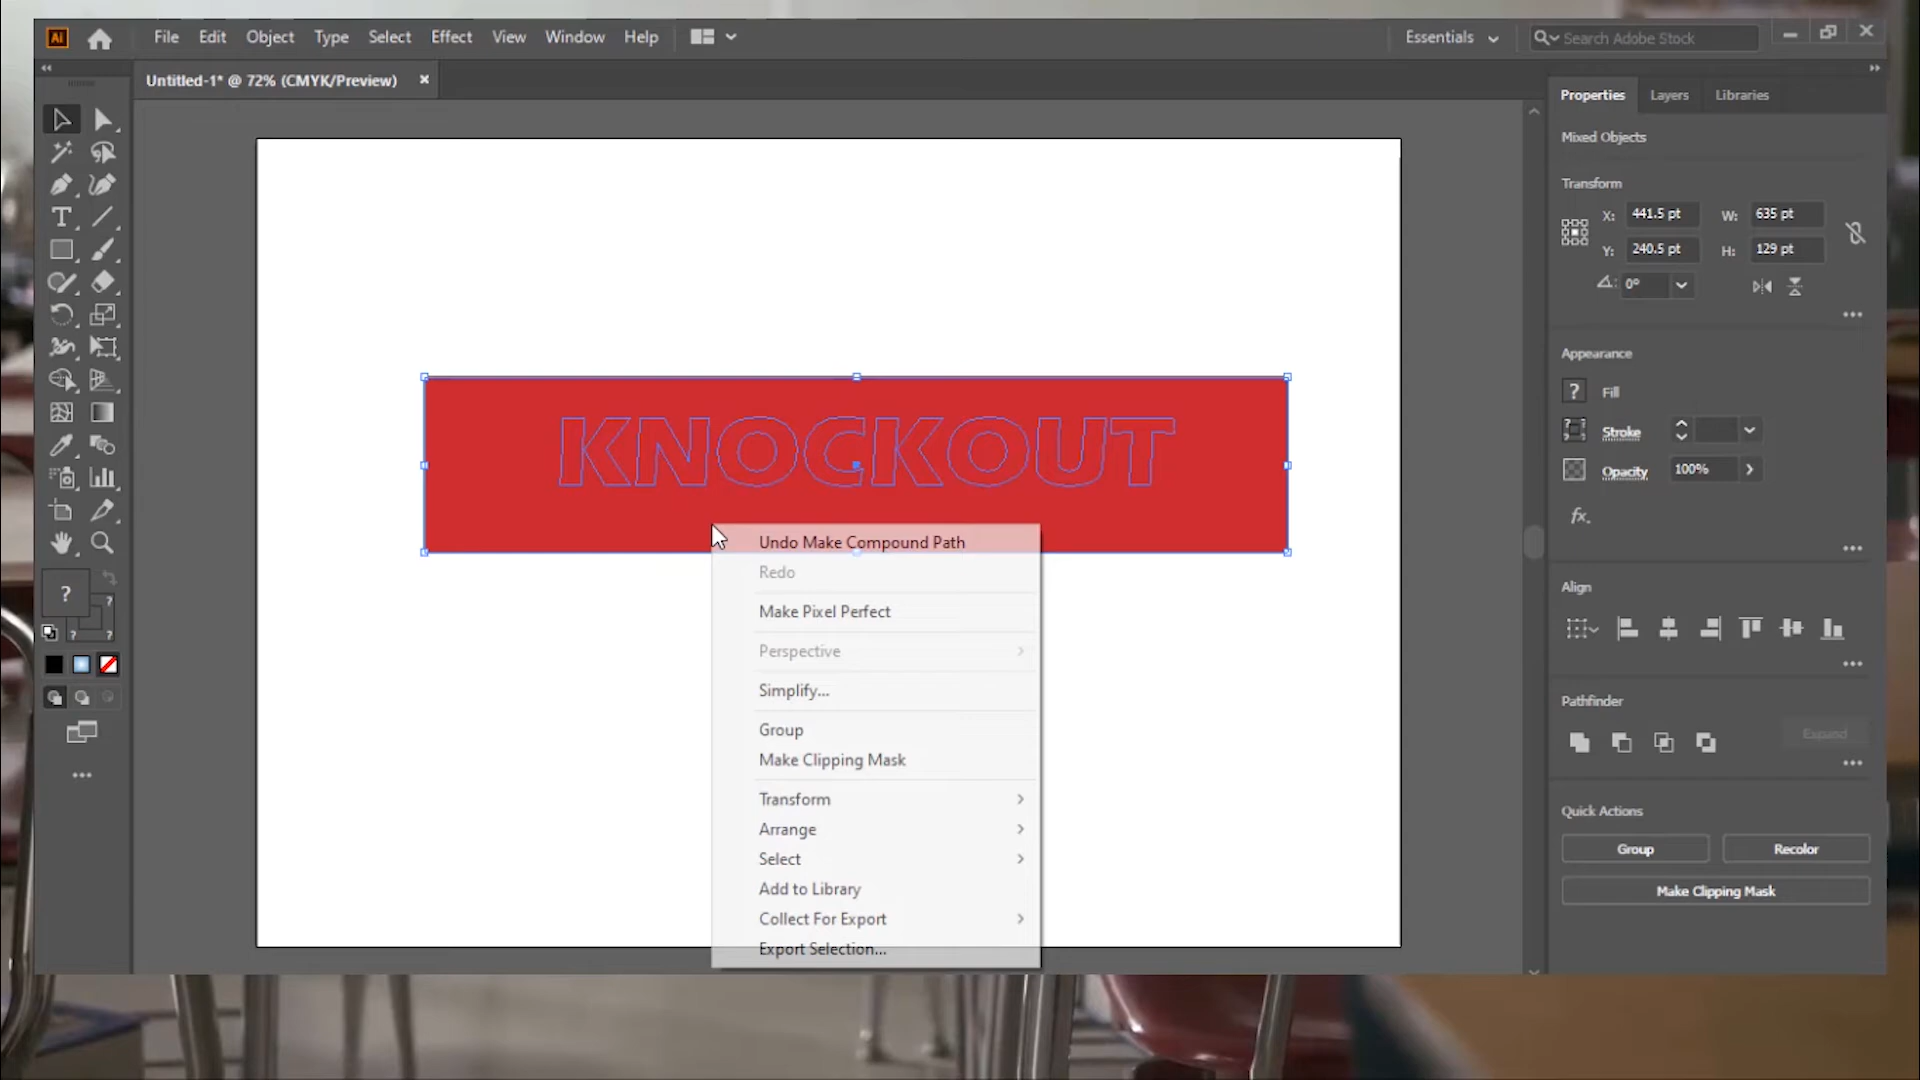 Ai File Edit Object Type Select Effect View Window Help Essentials Search Adobe Stock
Untitled-1* @ 72% (CMYK/Preview)
Properties Layers Libraries
Mixed Objects
Transform
X: 441.5 pt W: 635 pt
Y: 240.5 pt H: 129 pt
0°
Appearance
? Fill
Stroke
Opacity 100%
fx.
Align
Pathfinder
Expand
Quick Actions
Group Recolor
Make Clipping Mask
KNOCKOUT
Undo Make Compound Path
Redo
Make Pixel Perfect
Perspective
Simplify...
Group
Make Clipping Mask
Transform
Arrange
Select
Add to Library
Collect For Export
Export Selection...